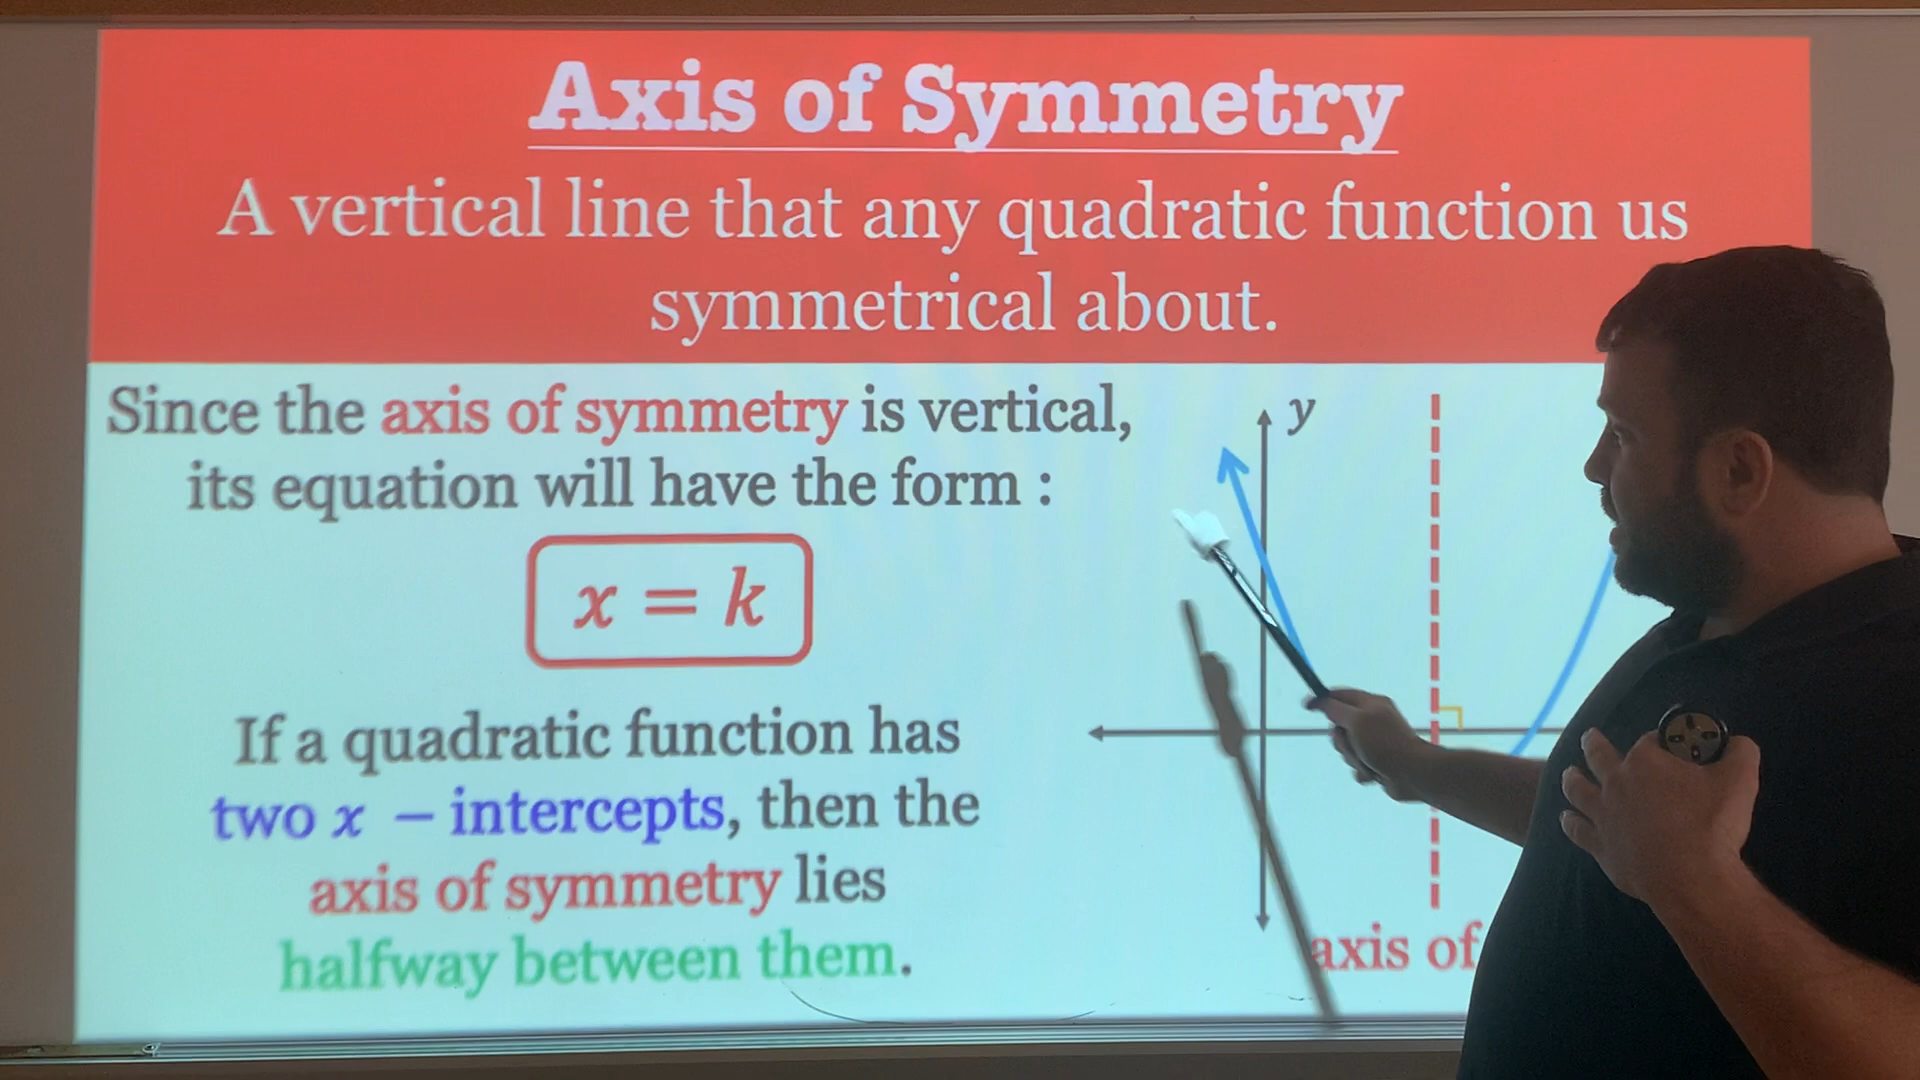 Axis of Symmetry
A vertical line that any quadratic function us
symmetrical about.
Since the axis of symmetry is vertical,
its equation will have the form :
x = k
If a quadratic function has
two x – intercepts, then the
axis of symmetry lies
halfway between them.
y
axis of